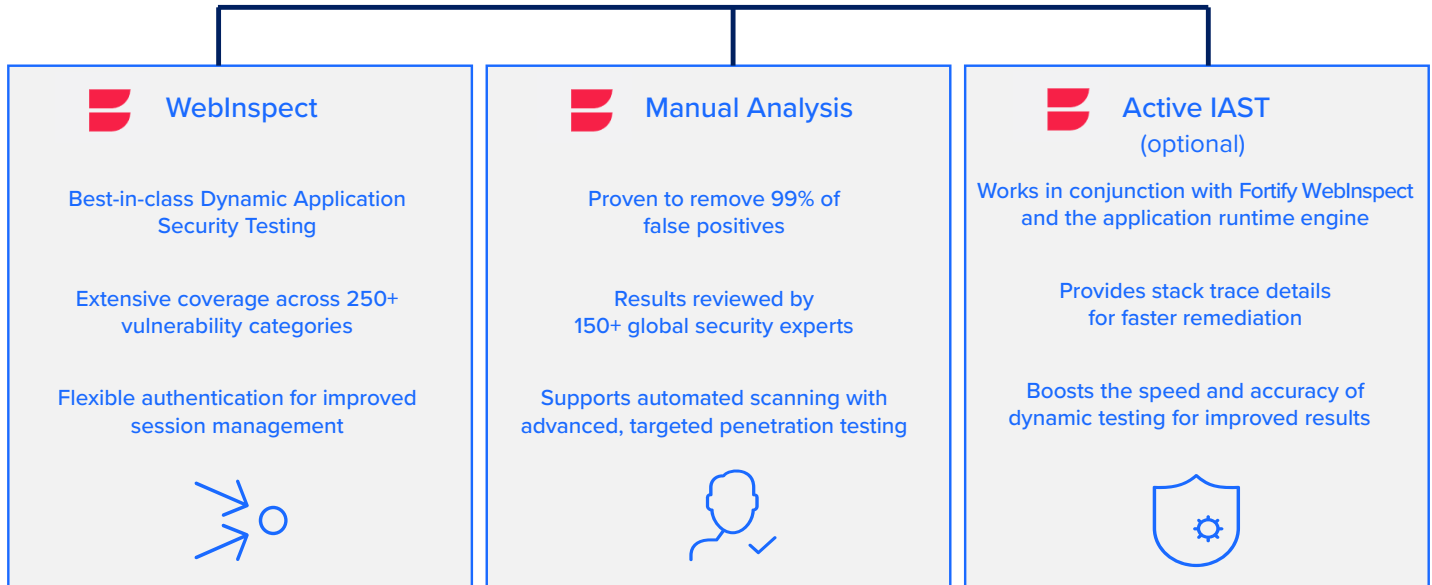 WebInspect
Best-in-class Dynamic Application
Security Testing
Extensive coverage across 250+
vulnerability categories
Flexible authentication for improved
session management
Manual Analysis
Proven to remove 99% of
false positives
Results reviewed by
150+ global security experts
Supports automated scanning with
advanced, targeted penetration testing
Active IAST
(optional)
Works in conjunction with Fortify WebInspect
and the application runtime engine
Provides stack trace details
for faster remediation
Boosts the speed and accuracy of
dynamic testing for improved results